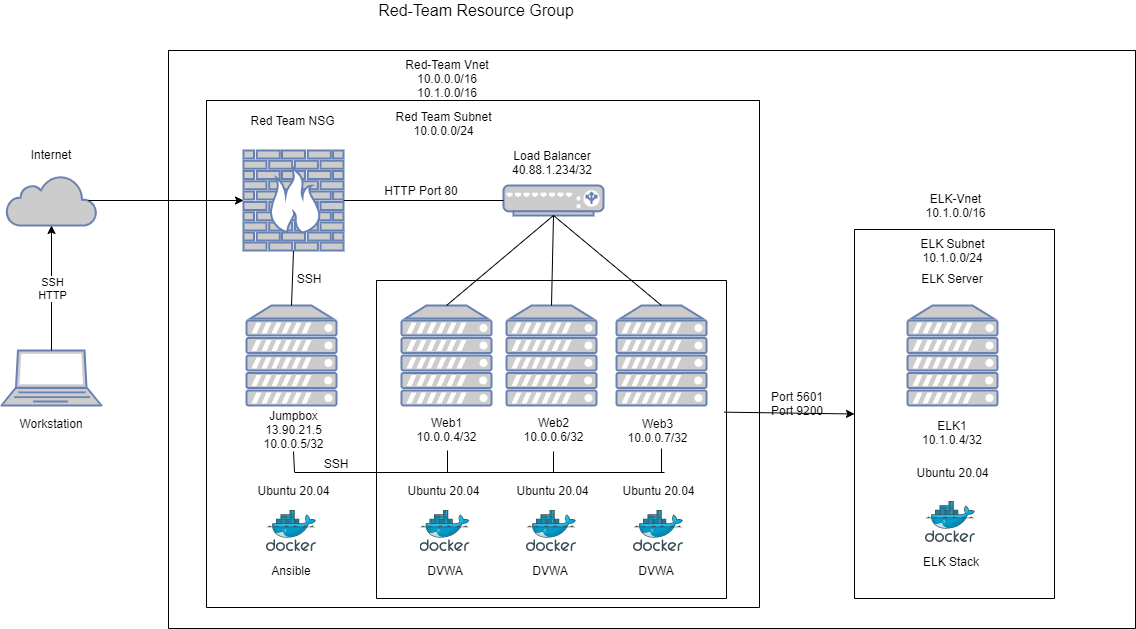 Red-Team Resource Group
Red-Team Vnet
10.0.0.0/16
10.1.0.0/16
Red Team NSG
Red Team Subnet
10.0.0.0/24
Internet
Load Balancer
40.88.1.234/32
HTTP Port 80
SSH
HTTP
SSH
Workstation
Jumpbox
13.90.21.5
10.0.0.5/32
Web1
10.0.0.4/32
Web2
10.0.0.6/32
Web3
10.0.0.7/32
SSH
Ubuntu 20.04
Ubuntu 20.04
Ubuntu 20.04
Ubuntu 20.04
docker
docker
docker
docker
Ansible
DVWA
DVWA
DVWA
Port 5601
Port 9200
ELK-Vnet
10.1.0.0/16
ELK Subnet
10.1.0.0/24
ELK Server
ELK1
10.1.0.4/32
Ubuntu 20.04
docker
ELK Stack